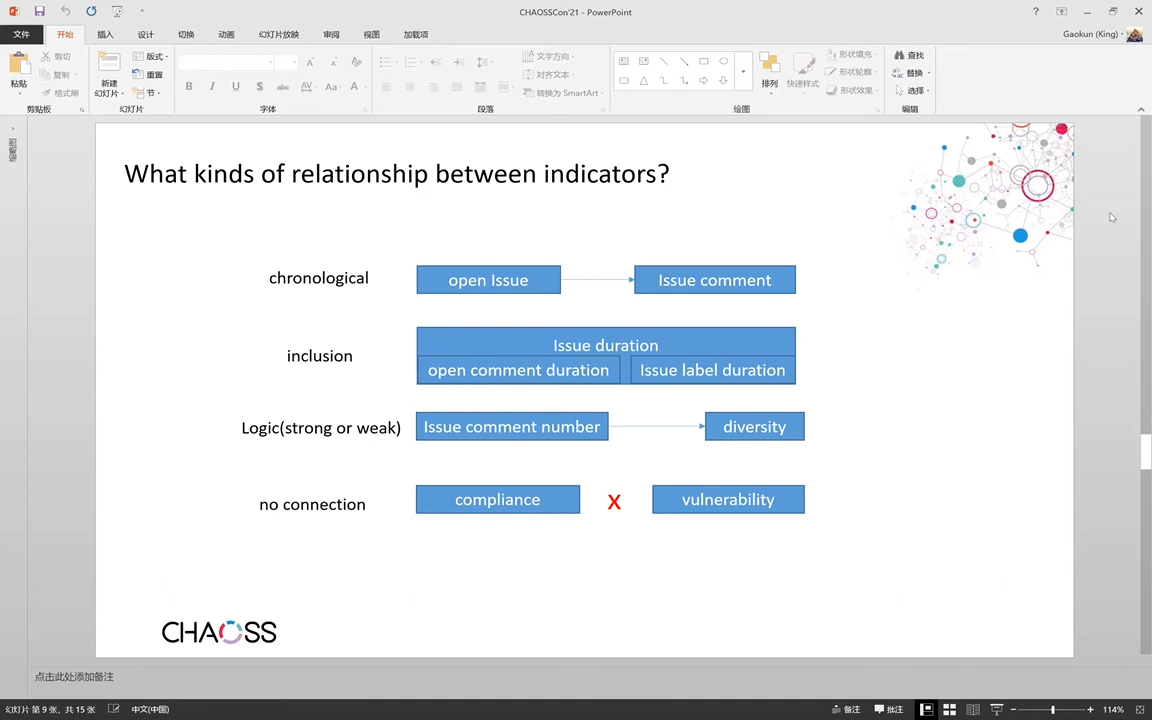 CHAOSSCon'21 - PowerPoint
文件 开始 插入 设计 切换 动画 幻灯片放映 审阅 视图 加载项
Gaokun (King)
粘贴
剪切
复制
格式刷
剪贴板
新建
幻灯片
版式
重置
节
幻灯片
B I U S abc AV Aa A
字体
文字方向
对齐文本
转换为 SmartArt
段落
排列
快速样式
形状填充
形状轮廓
形状效果
绘图
查找
替换
选择
编辑
What kinds of relationship between indicators?
chronological
open Issue
Issue comment
inclusion
Issue duration
open comment duration
Issue label duration
Logic(strong or weak)
Issue comment number
diversity
no connection
compliance
X
vulnerability
CHAOSS
点击此处添加备注
幻灯片 第 9 张，共 15 张 中文(中国) 备注 批注 114%